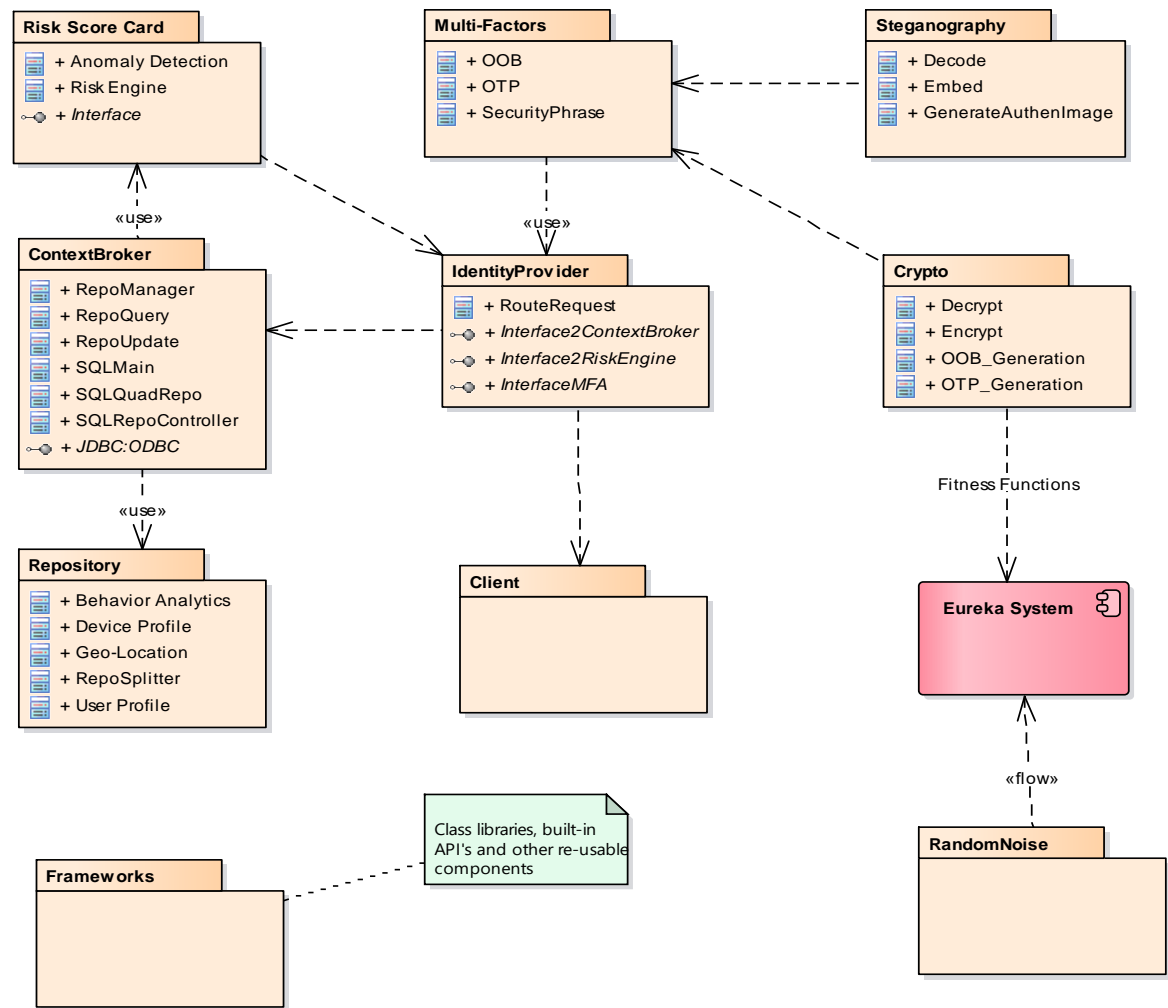 Risk Score Card
+ Anomaly Detection
+ Risk Engine
+ Interface
Multi-Factors
+ OOB
+ OTP
+ SecurityPhrase
Steganography
+ Decode
+ Embed
+ GenerateAuthenImage
«use»
«use»
ContextBroker
+ RepoManager
+ RepoQuery
+ RepoUpdate
+ SQLMain
+ SQLQuadRepo
+ SQLRepoController
+ JDBC:ODBC
IdentityProvider
+ RouteRequest
+ Interface2ContextBroker
+ Interface2RiskEngine
+ InterfaceMFA
Crypto
+ Decrypt
+ Encrypt
+ OOB_Generation
+ OTP_Generation
«use»
Fitness Functions
Repository
+ Behavior Analytics
+ Device Profile
+ Geo-Location
+ RepoSplitter
+ User Profile
Client
Eureka System
«flow»
Class libraries, built-in
API's and other re-usable
components
Frameworks
RandomNoise